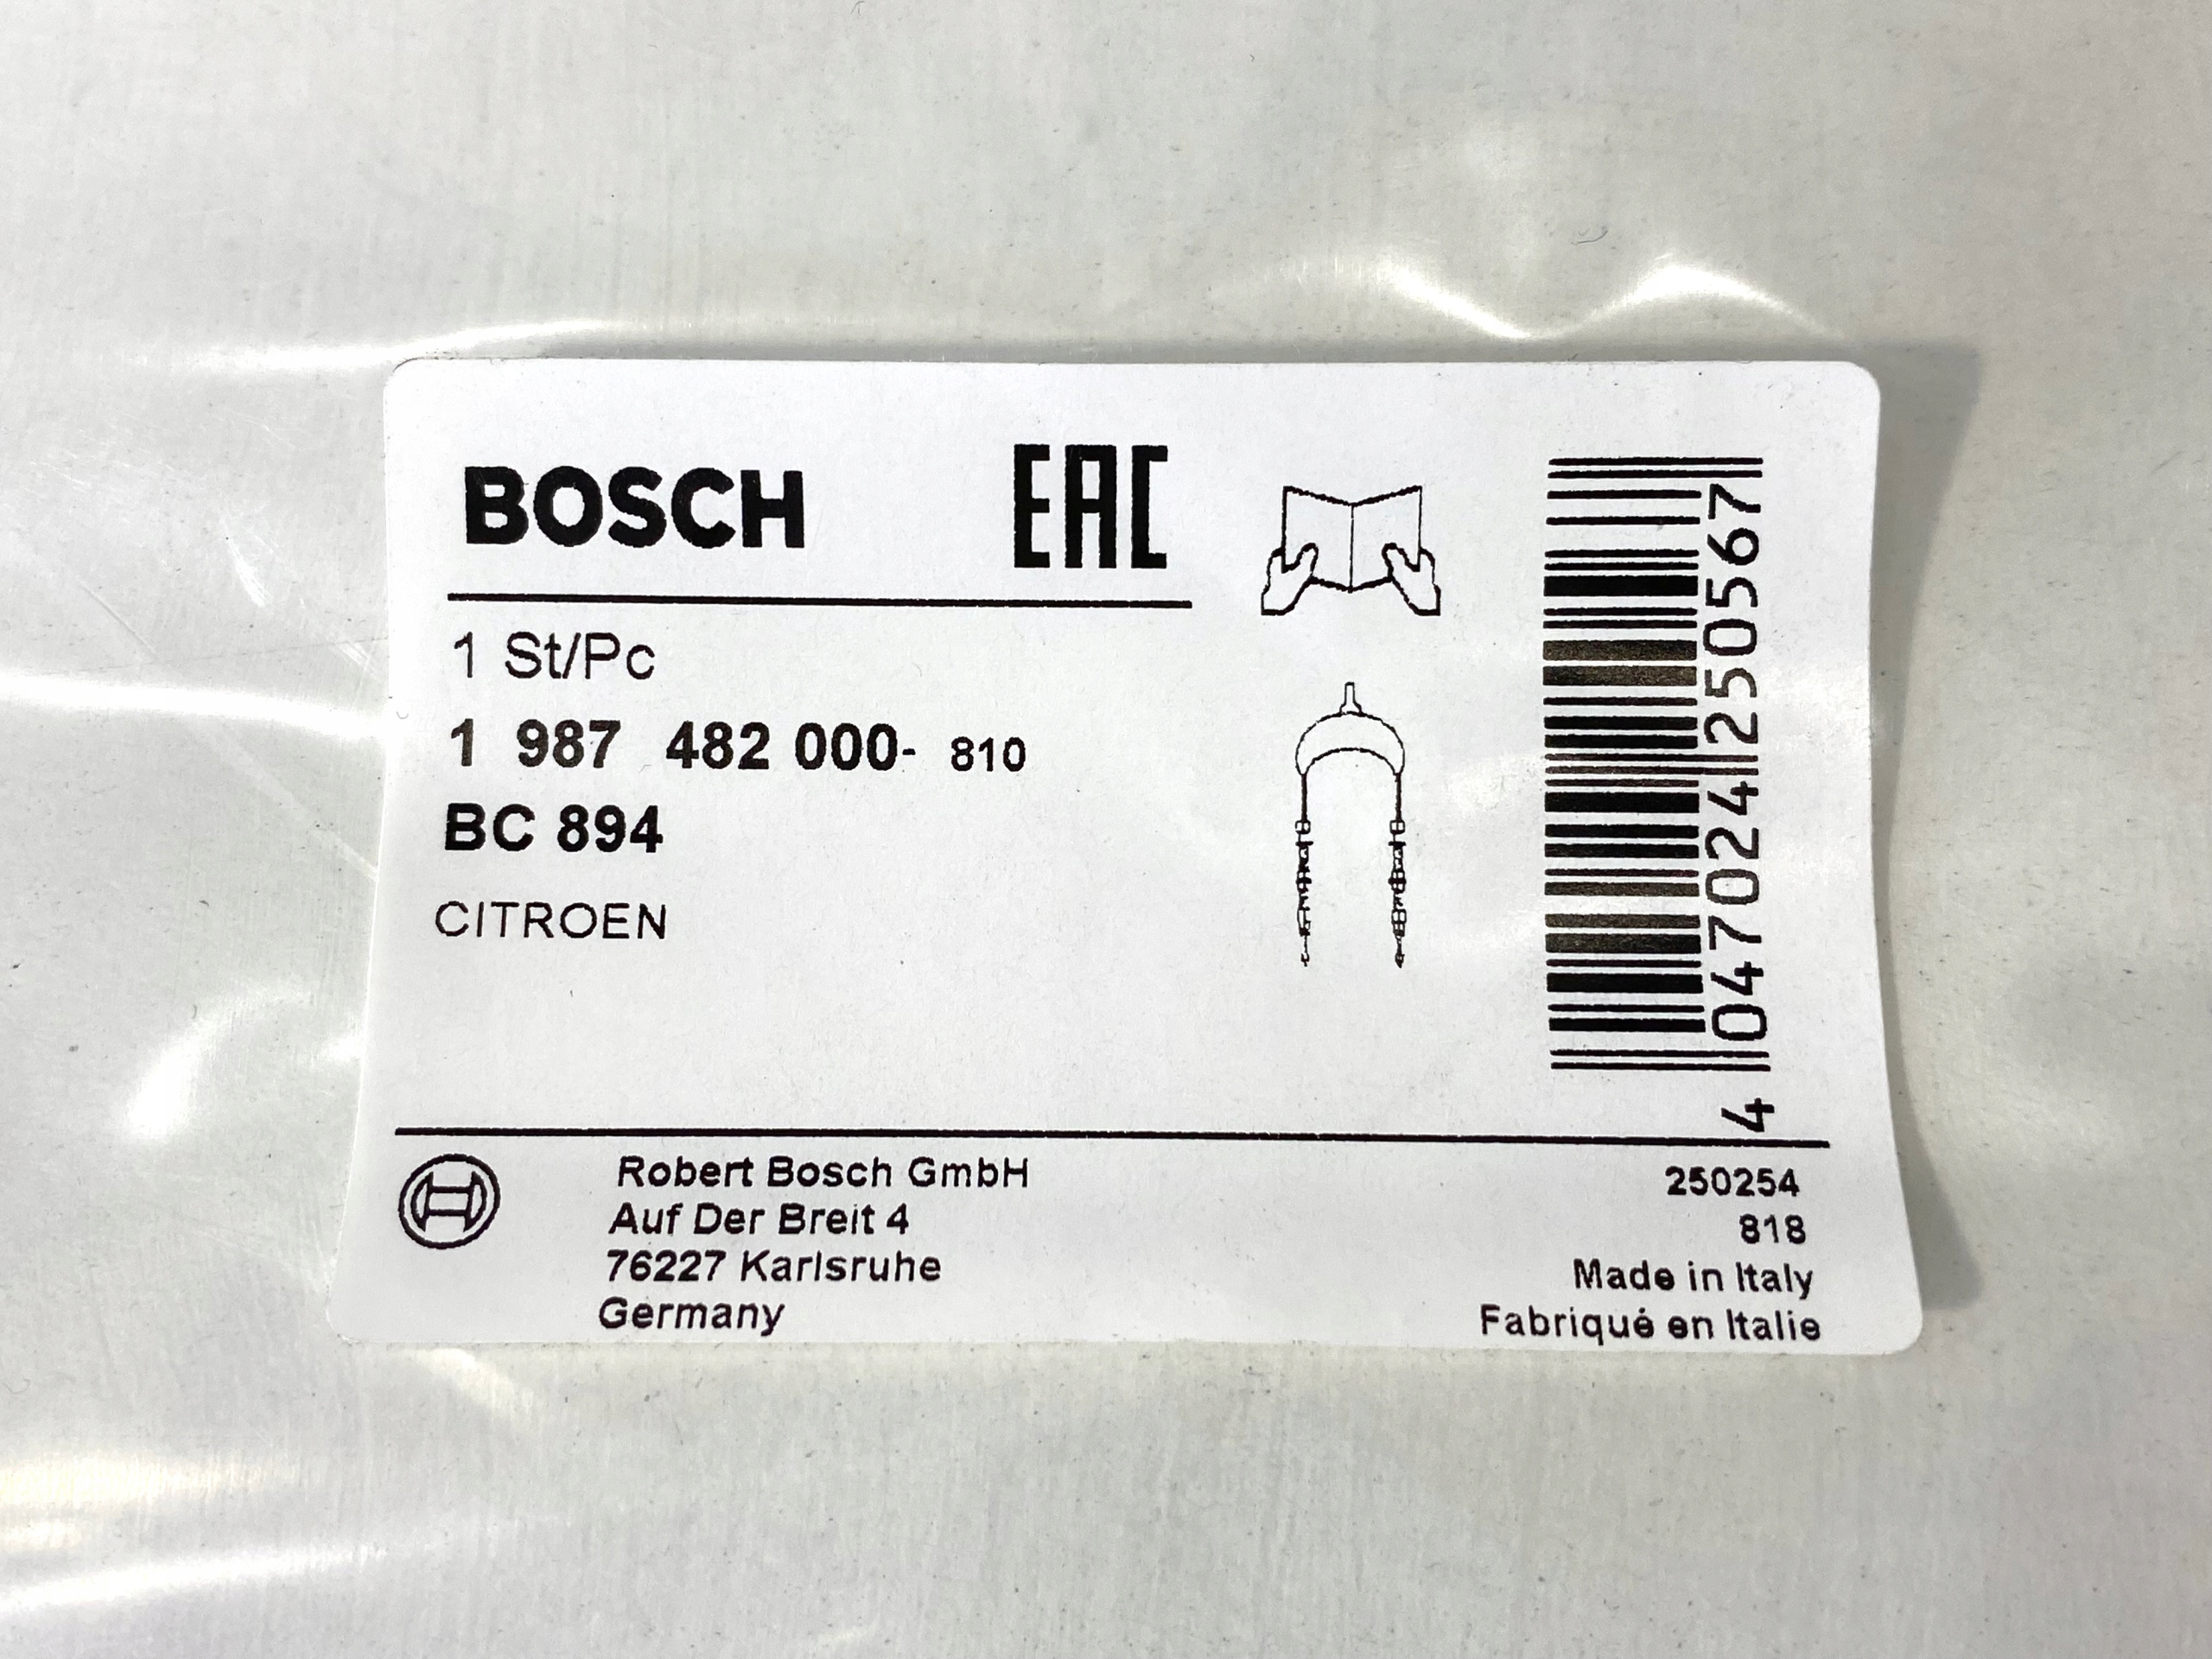 BOSCH EAC
1 St/Pc
1 987 482 000- 810
BC 894
CITROEN
4 047024 250567
Robert Bosch GmbH
Auf Der Breit 4
76227 Karlsruhe
Germany
250254
818
Made in Italy
Fabriqué en Italie